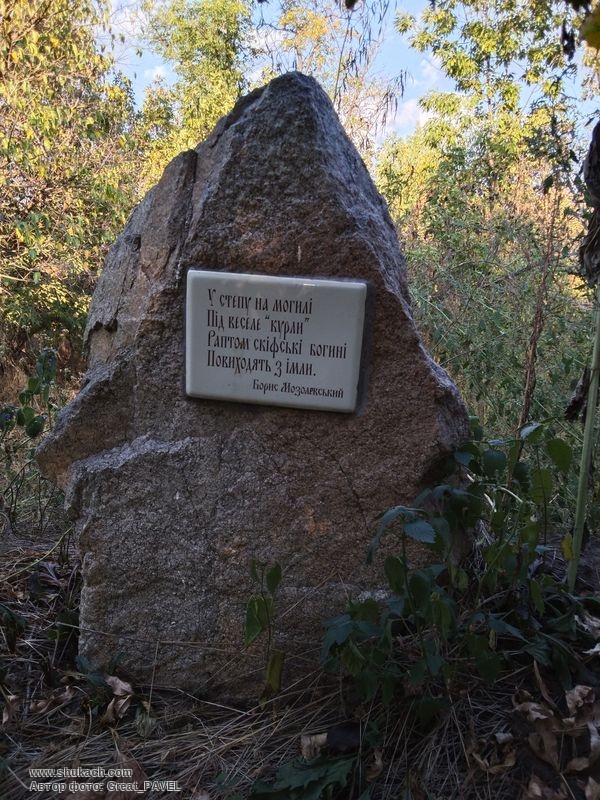 У степу на могилі
Під веселе "курли"
Раптом скіфські богині
Повиходять з імли.
Борис Мозолевський
www.shukach.com
Автор фото: Great_PAVEL